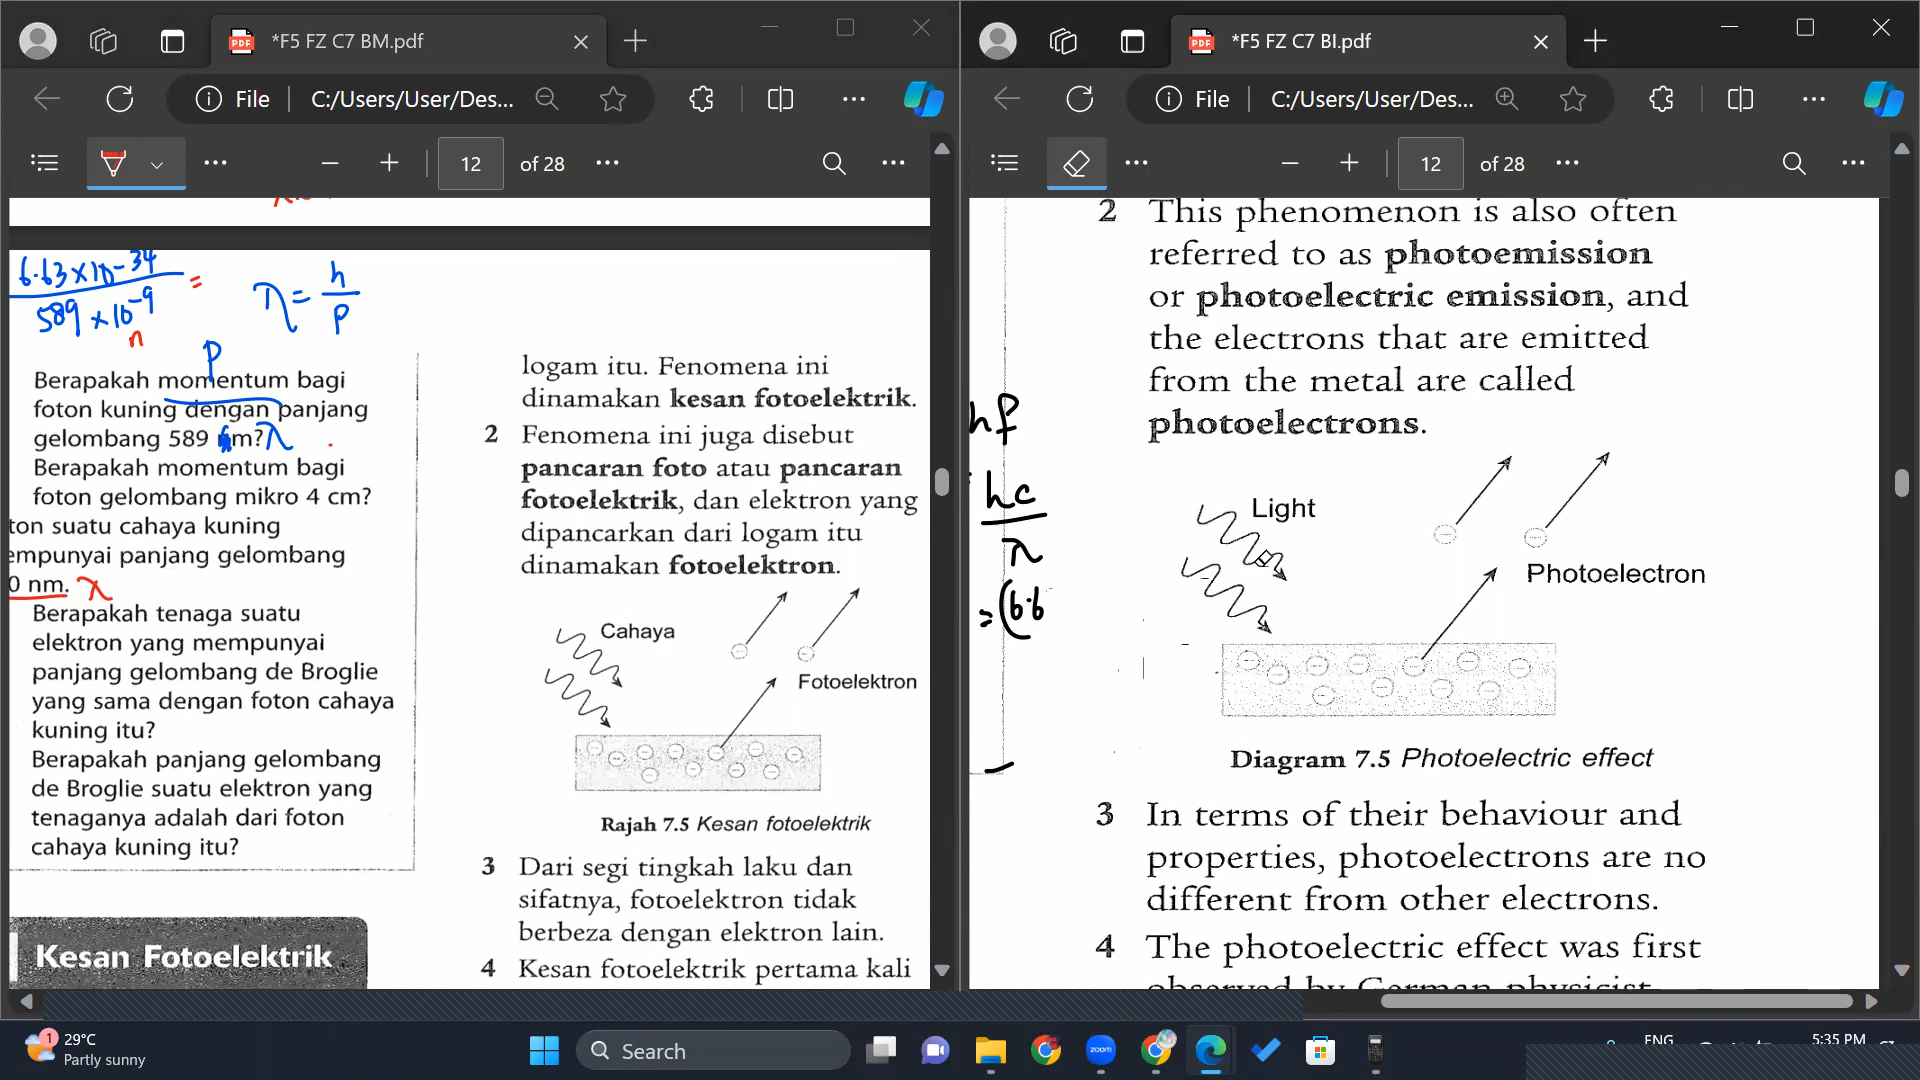 *F5 FZ C7 BM.pdf
File
C:/Users/User/Des...
12 of 28
6.63 × 10⁻³⁴
589 × 10⁻⁹
=
n
λ = h/p
p
Berapakah momentum bagi
foton kuning dengan panjang
gelombang 589 nm? λ
Berapakah momentum bagi
foton gelombang mikro 4 cm?
ton suatu cahaya kuning
empunyai panjang gelombang
0 nm. λ
Berapakah tenaga suatu
elektron yang mempunyai
panjang gelombang de Broglie
yang sama dengan foton cahaya
kuning itu?
Berapakah panjang gelombang
de Broglie suatu elektron yang
tenaganya adalah dari foton
cahaya kuning itu?
Kesan Fotoelektrik
logam itu. Fenomena ini
dinamakan kesan fotoelektrik.
2 Fenomena ini juga disebut
pancaran foto atau pancaran
fotoelektrik, dan elektron yang
dipancarkan dari logam itu
dinamakan fotoelektron.
Cahaya
Fotoelektron
Rajah 7.5 Kesan fotoelektrik
3 Dari segi tingkah laku dan
sifatnya, fotoelektron tidak
berbeza dengan elektron lain.
4 Kesan fotoelektrik pertama kali
*F5 FZ C7 BI.pdf
File
C:/Users/User/Des...
12 of 28
hf
hc
λ
=(6.6
2 This phenomenon is also often
referred to as photoemission
or photoelectric emission, and
the electrons that are emitted
from the metal are called
photoelectrons.
Light
Photoelectron
Diagram 7.5 Photoelectric effect
3 In terms of their behaviour and
properties, photoelectrons are no
different from other electrons.
4 The photoelectric effect was first
observed by German physicist
1
29°C
Partly sunny
Search
zoom
ENG
5:35 PM